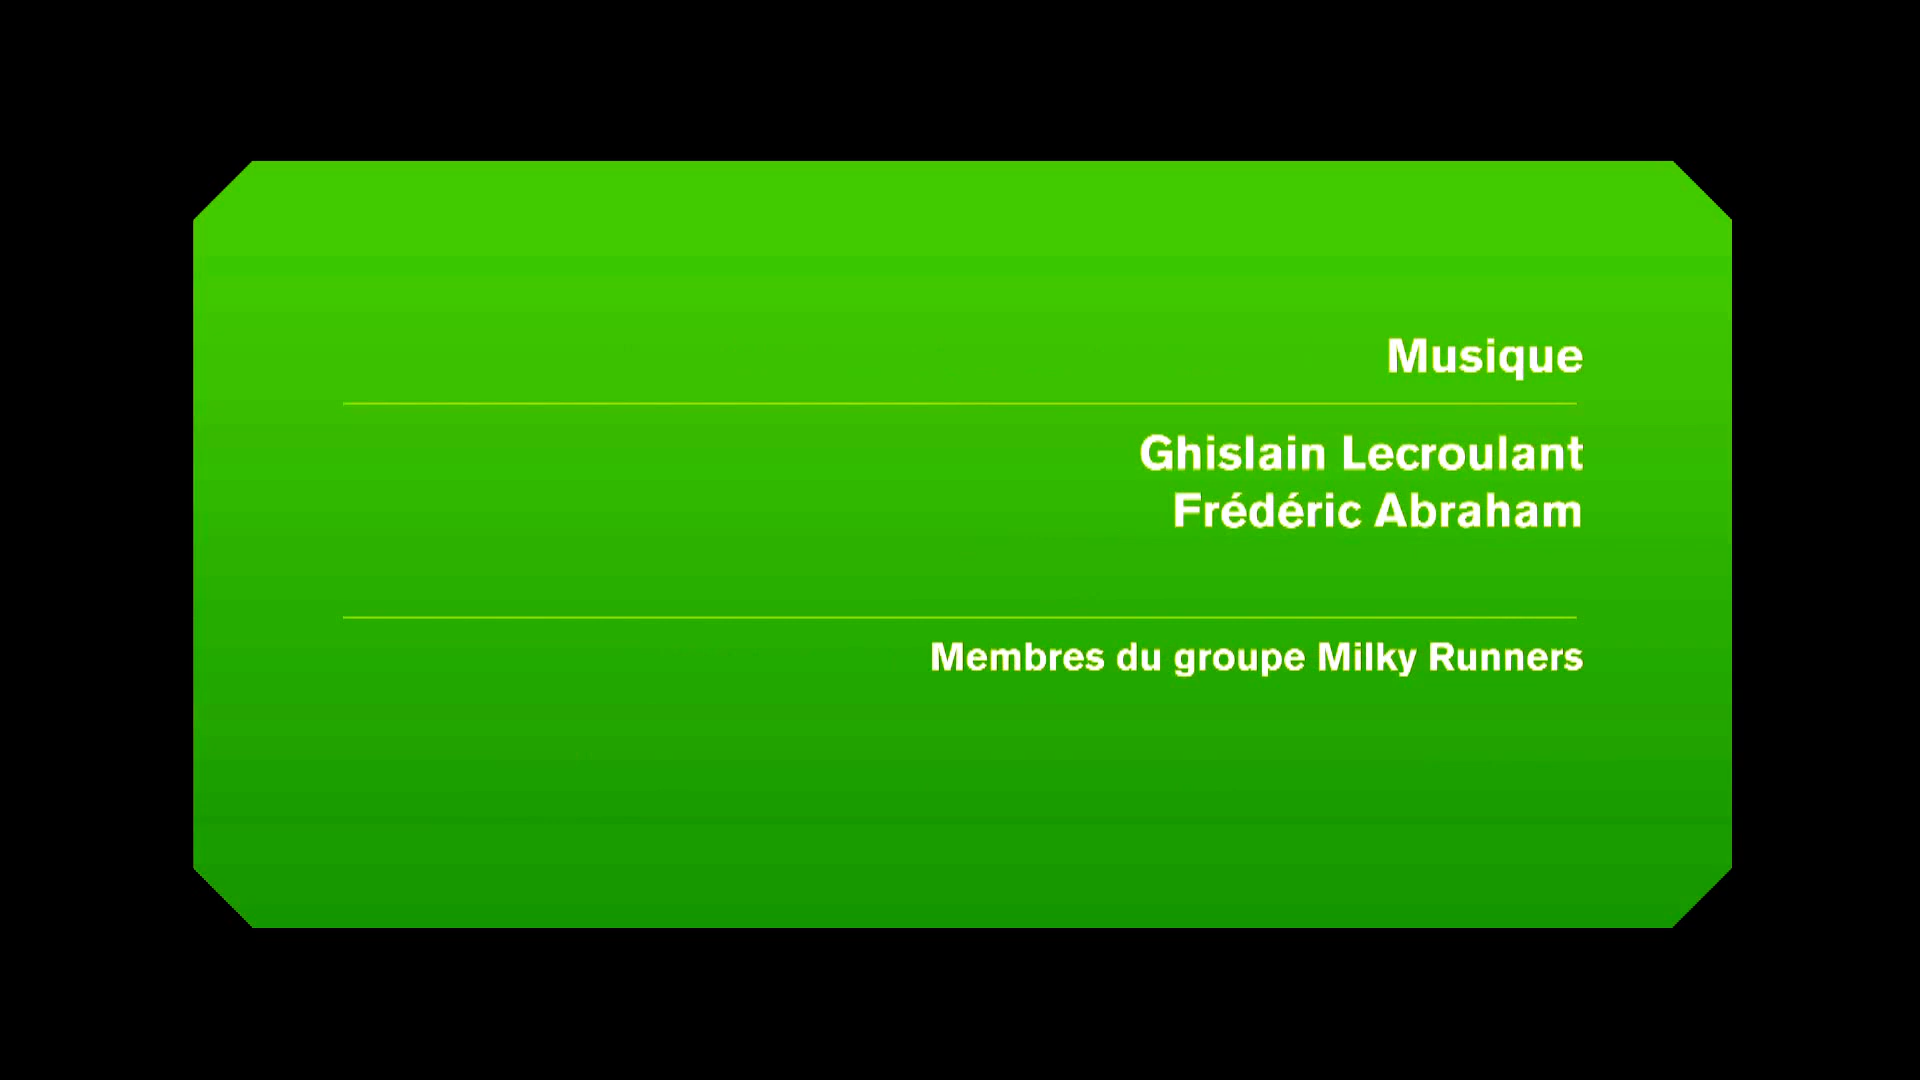 Musique
Ghislain Lecroulant
Frédéric Abraham
Membres du groupe Milky Runners